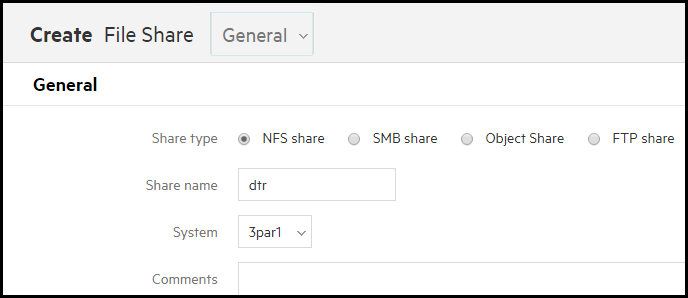 Create File Share General
General
Share type NFS share SMB share Object Share FTP share
Share name dtr
System 3par1
Comments